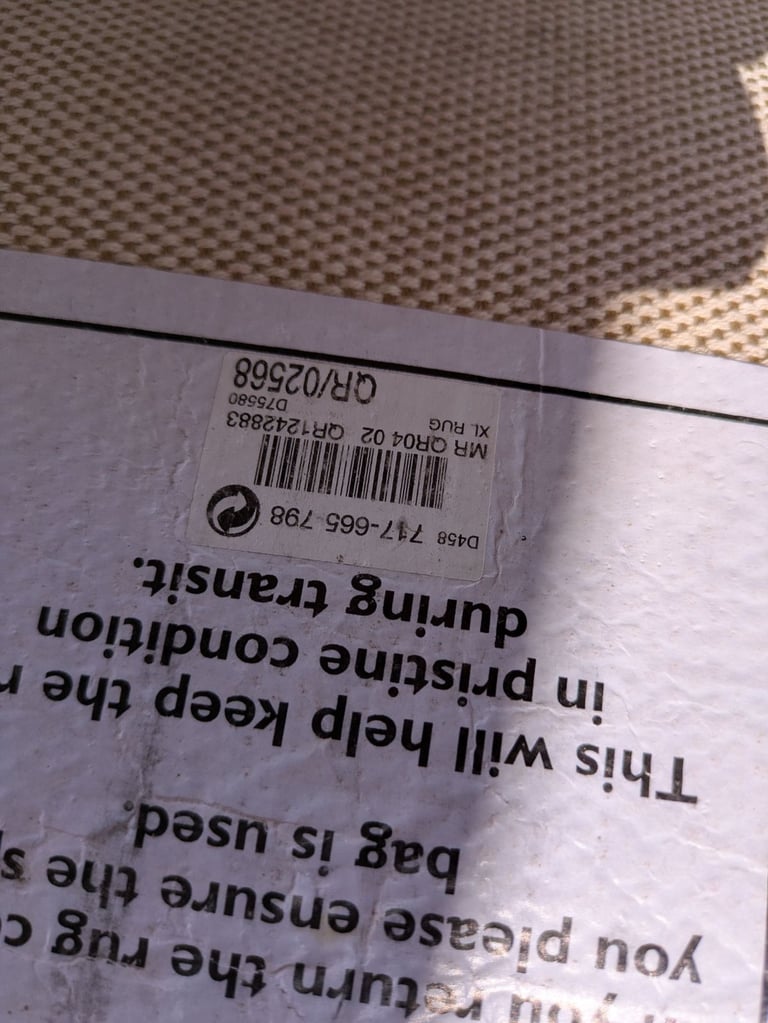 If you return the rug
you please ensure the
bag is used.
This will help keep the
in pristine condition
during transit.
D458 717-665 798
MR QR04 02 QR1242883
XL RUG D75580
QR/02568